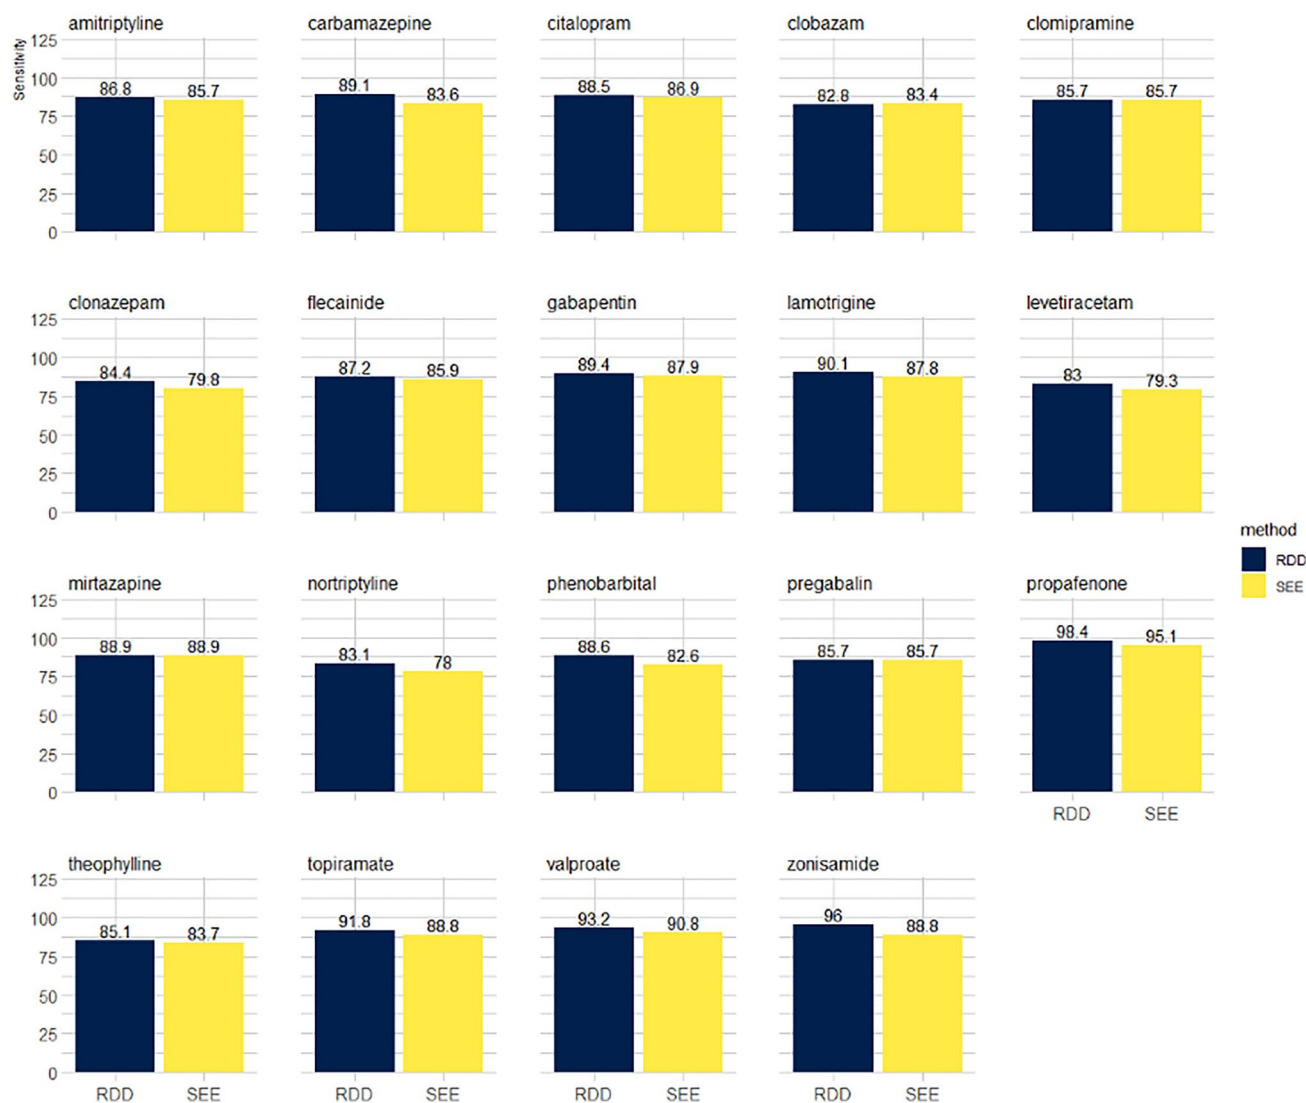 amitriptyline carbamazepine citalopram clobazam clomipramine
Sensitivity
125
100
75
50
25
0
86.8 85.7 89.1 83.6 88.5 86.9 82.8 83.4 85.7 85.7
clonazepam flecainide gabapentin lamotrigine levetiracetam
125
100
75
50
25
0
84.4 79.8 87.2 85.9 89.4 87.9 90.1 87.8 83 79.3
method
RDD
SEE
mirtazapine nortriptyline phenobarbital pregabalin propafenone
125
100
75
50
25
0
88.9 88.9 83.1 78 88.6 82.6 85.7 85.7 98.4 95.1
RDD SEE
theophylline topiramate valproate zonisamide
125
100
75
50
25
0
85.1 83.7 91.8 88.8 93.2 90.8 96 88.8
RDD SEE RDD SEE RDD SEE RDD SEE